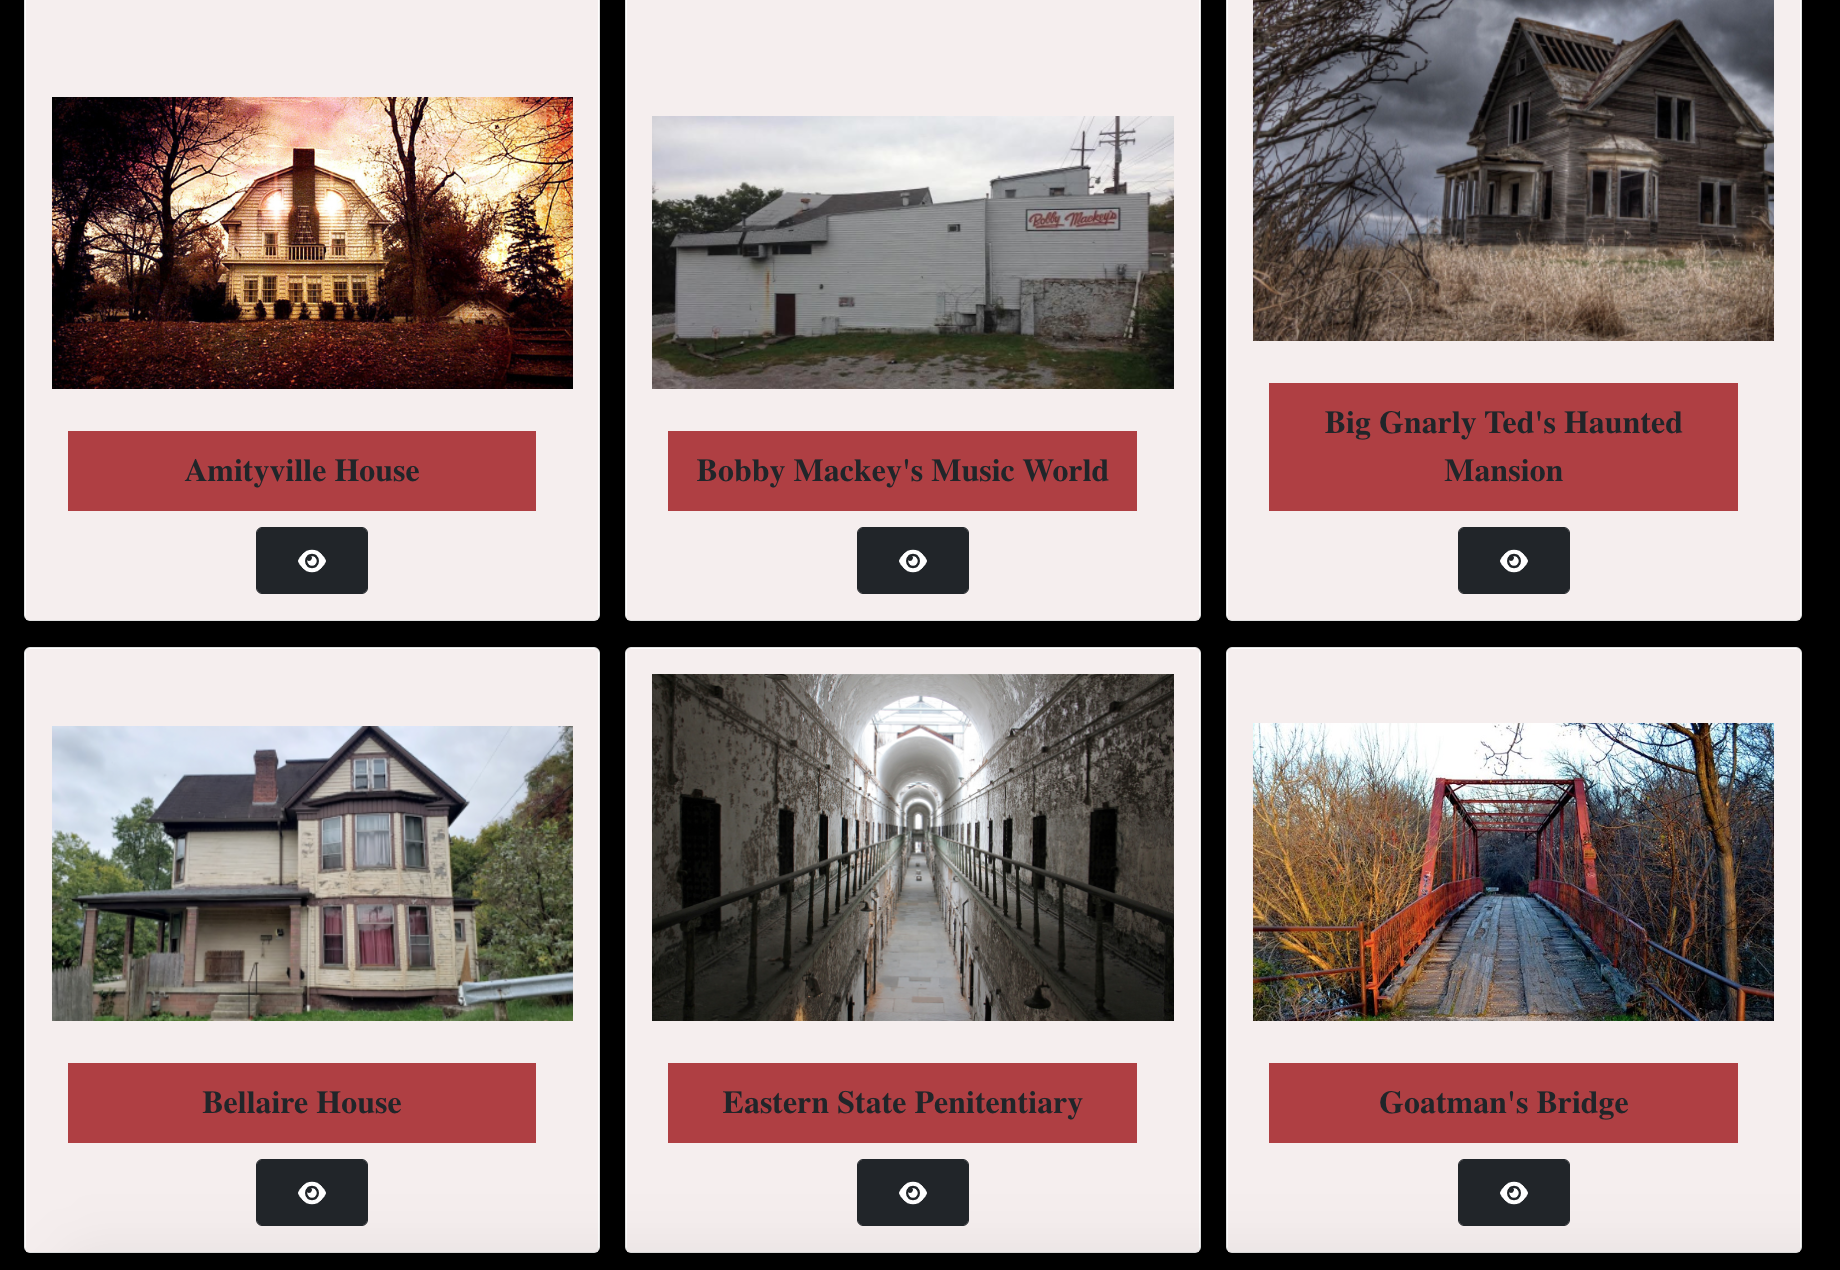 Bobby Mackey's
Amityville House
Bobby Mackey's Music World
Big Gnarly Ted's Haunted
Mansion
Bellaire House
Eastern State Penitentiary
Goatman's Bridge